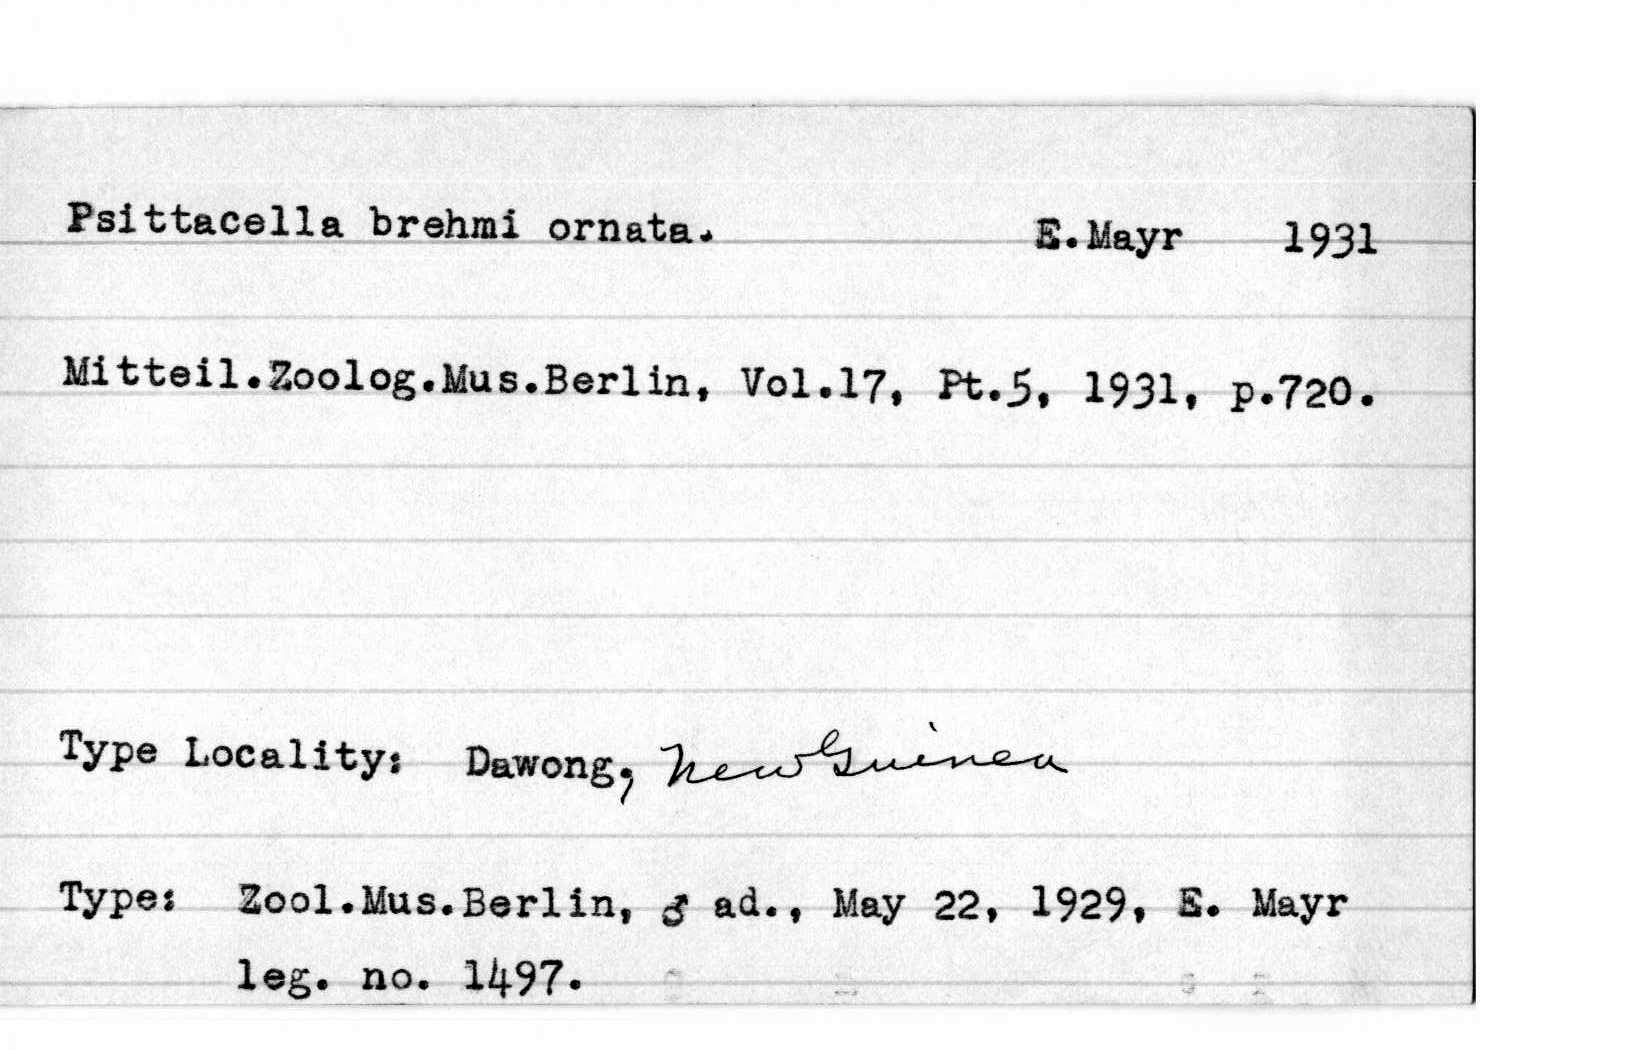 Psittacella brehmi ornata. E.Mayr 1931
Mitteil.Zoolog.Mus.Berlin, Vol.17, Pt.5, 1931, p.720.
Type Locality: Dawong, New Guinea
Type: Zool.Mus.Berlin, ♂ ad., May 22, 1929, E. Mayr
leg. no. 1497.